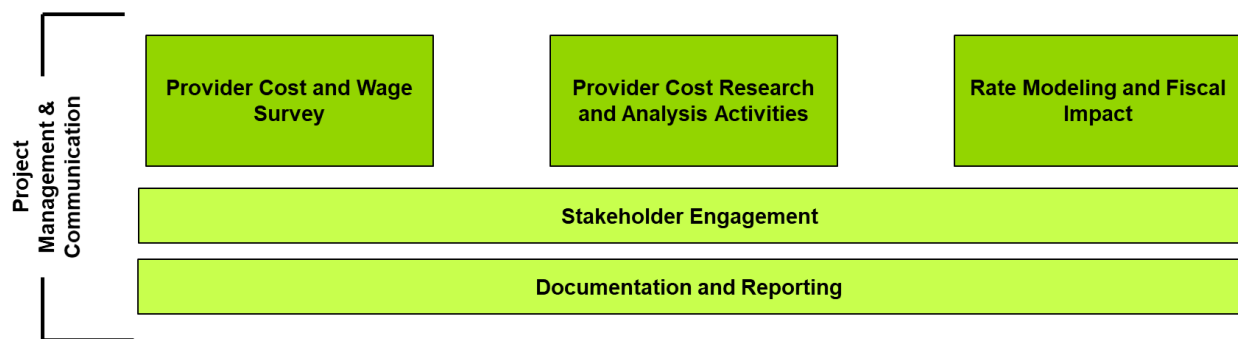 Project
Management &
Communication
Provider Cost and Wage
Survey
Provider Cost Research
and Analysis Activities
Rate Modeling and Fiscal
Impact
Stakeholder Engagement
Documentation and Reporting